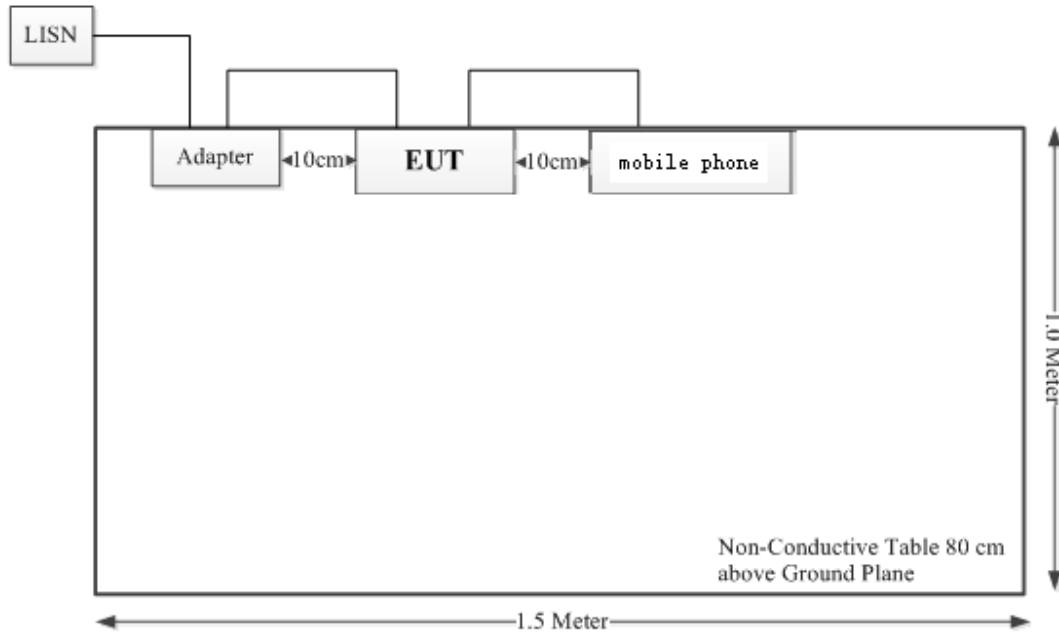 LISN
Adapter
10cm
EUT
10cm
mobile phone
1.0 Meter
Non-Conductive Table 80 cm
above Ground Plane
1.5 Meter